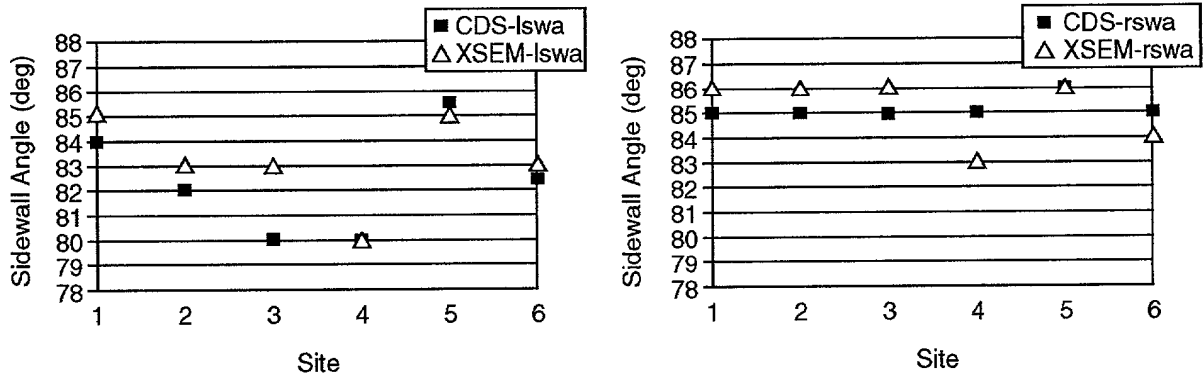 CDS-lswa
XSEM-lswa
88
87
86
85
84
83
82
81
80
79
78
Sidewall Angle (deg)
1 2 3 4 5 6
Site
CDS-rswa
XSEM-rswa
88
87
86
85
84
83
82
81
80
79
78
Sidewall Angle (deg)
1 2 3 4 5 6
Site